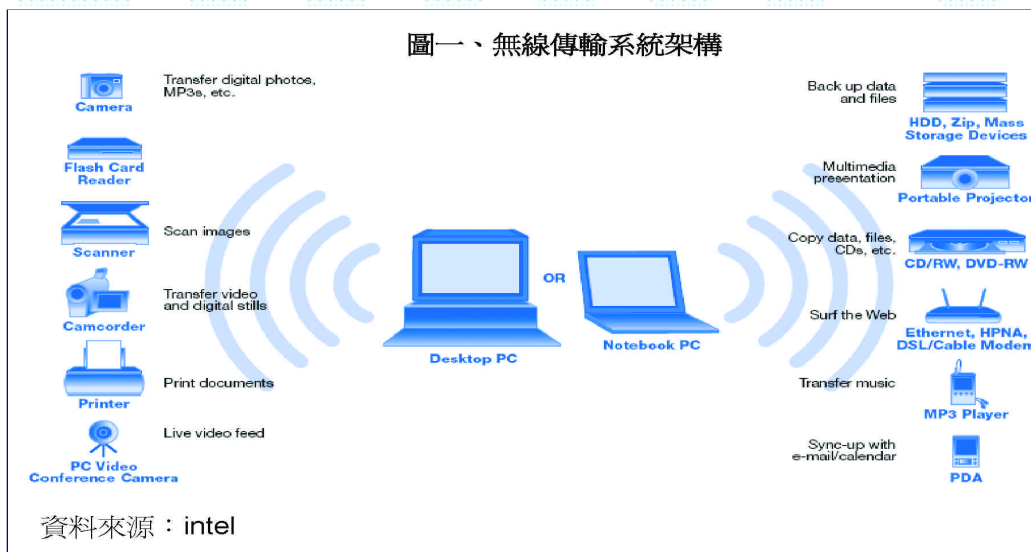 圖一、無線傳輸系統架構
Transfer digital photos,
MP3s, etc.
Camera
Flash Card
Reader
Scan images
Scanner
Transfer video
and digital stills
Camcorder
Print documents
Printer
Live video feed
PC Video
Conference Camera
Desktop PC
OR
Notebook PC
Back up data
and files
HDD, Zip, Mass
Storage Devices
Multimedia
presentation
Portable Projector
Copy data, files,
CDs, etc.
CD/RW, DVD-RW
Surf the Web
Ethernet, HPNA,
DSL/Cable Modem
Transfer music
MP3 Player
Sync-up with
e-mail/calendar
PDA
資料來源：intel